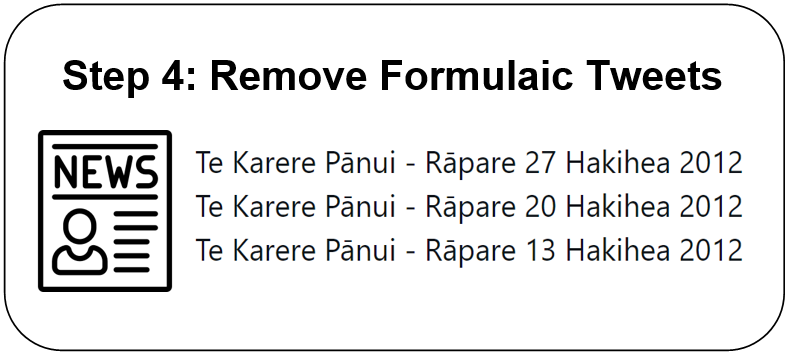 Step 4: Remove Formulaic Tweets
NEWS
Te Karere Pānui - Rāpare 27 Hakihea 2012
Te Karere Pānui - Rāpare 20 Hakihea 2012
Te Karere Pānui - Rāpare 13 Hakihea 2012